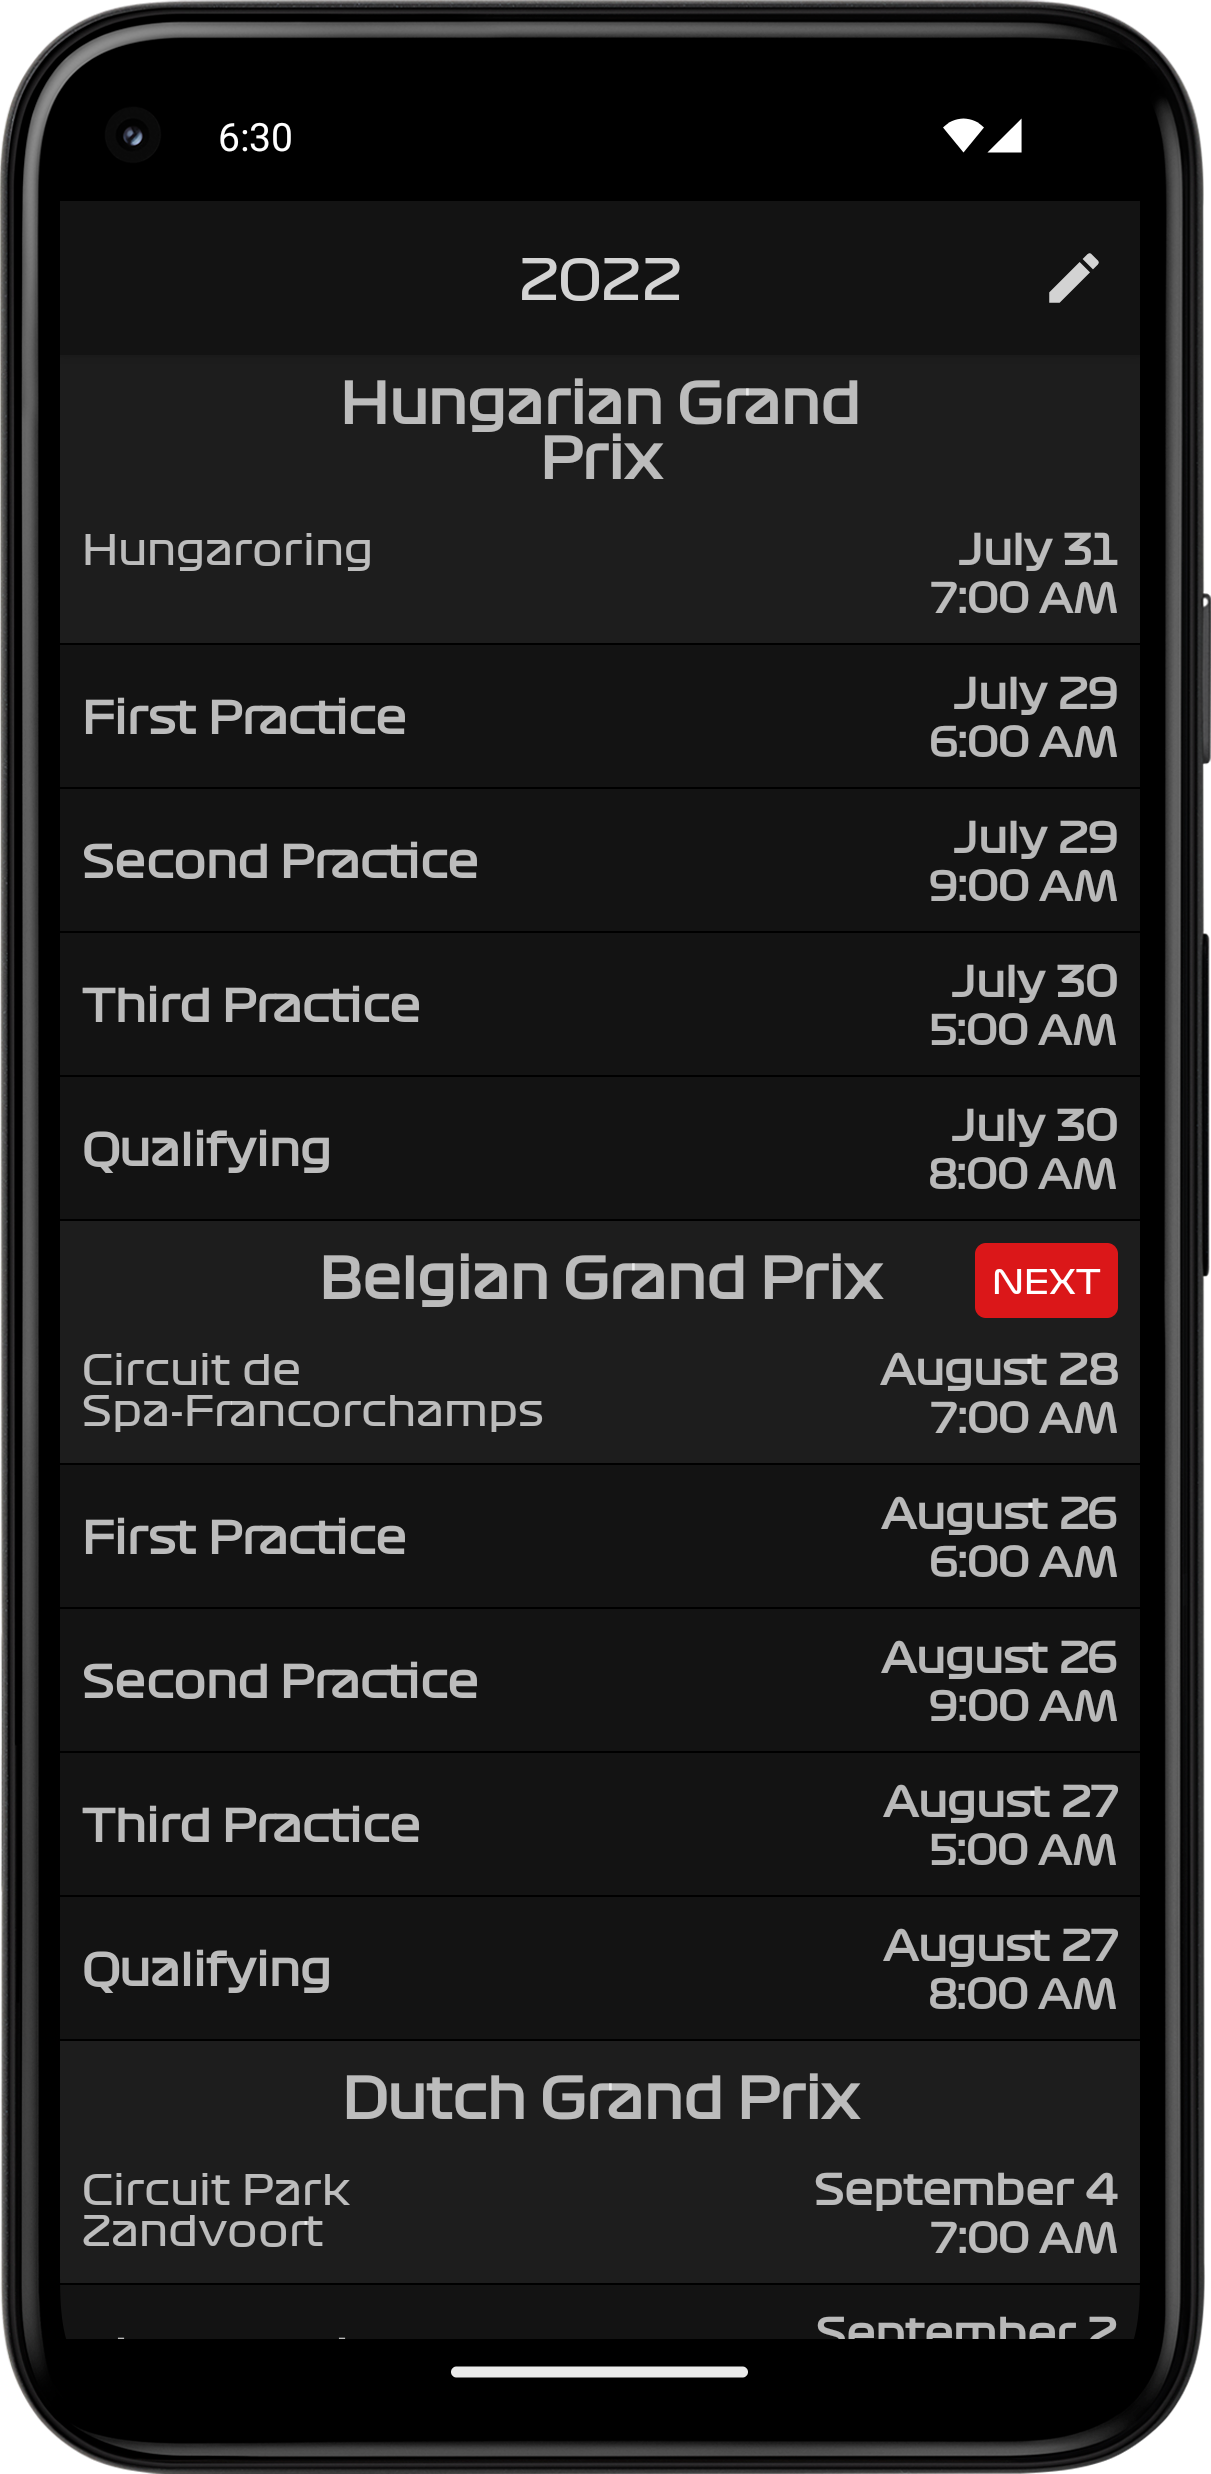 6:30
2022
Hungarian Grand
Prix
Hungaroring
July 31
7:00 AM
First Practice
July 29
6:00 AM
Second Practice
July 29
9:00 AM
Third Practice
July 30
5:00 AM
Qualifying
July 30
8:00 AM
Belgian Grand Prix
NEXT
Circuit de
Spa-Francorchamps
August 28
7:00 AM
First Practice
August 26
6:00 AM
Second Practice
August 26
9:00 AM
Third Practice
August 27
5:00 AM
Qualifying
August 27
8:00 AM
Dutch Grand Prix
Circuit Park
Zandvoort
September 4
7:00 AM
September 2